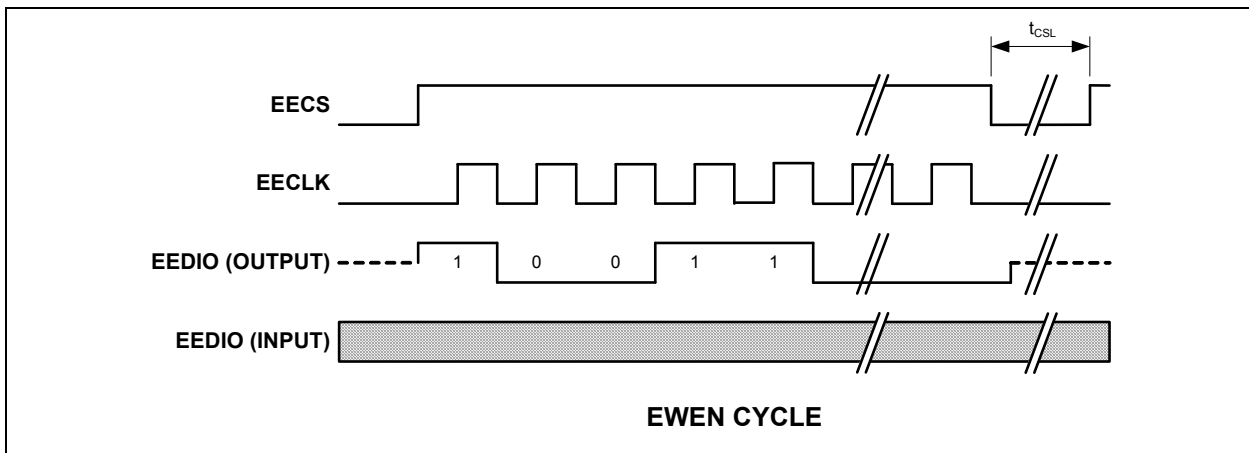 tCSL
EECS
EECLK
EEDIO (OUTPUT) 1 0 0 1 1
EEDIO (INPUT)
EWEN CYCLE